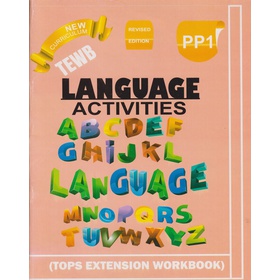 NEW
CURRICULUM
TEWB
REVISED
EDITION
PP1
LANGUAGE
ACTIVITIES
ABCDEF
GhijKL
LANGUAGE
MNOPQRS
TUVWXYZ
(TOPS EXTENSION WORKBOOK)